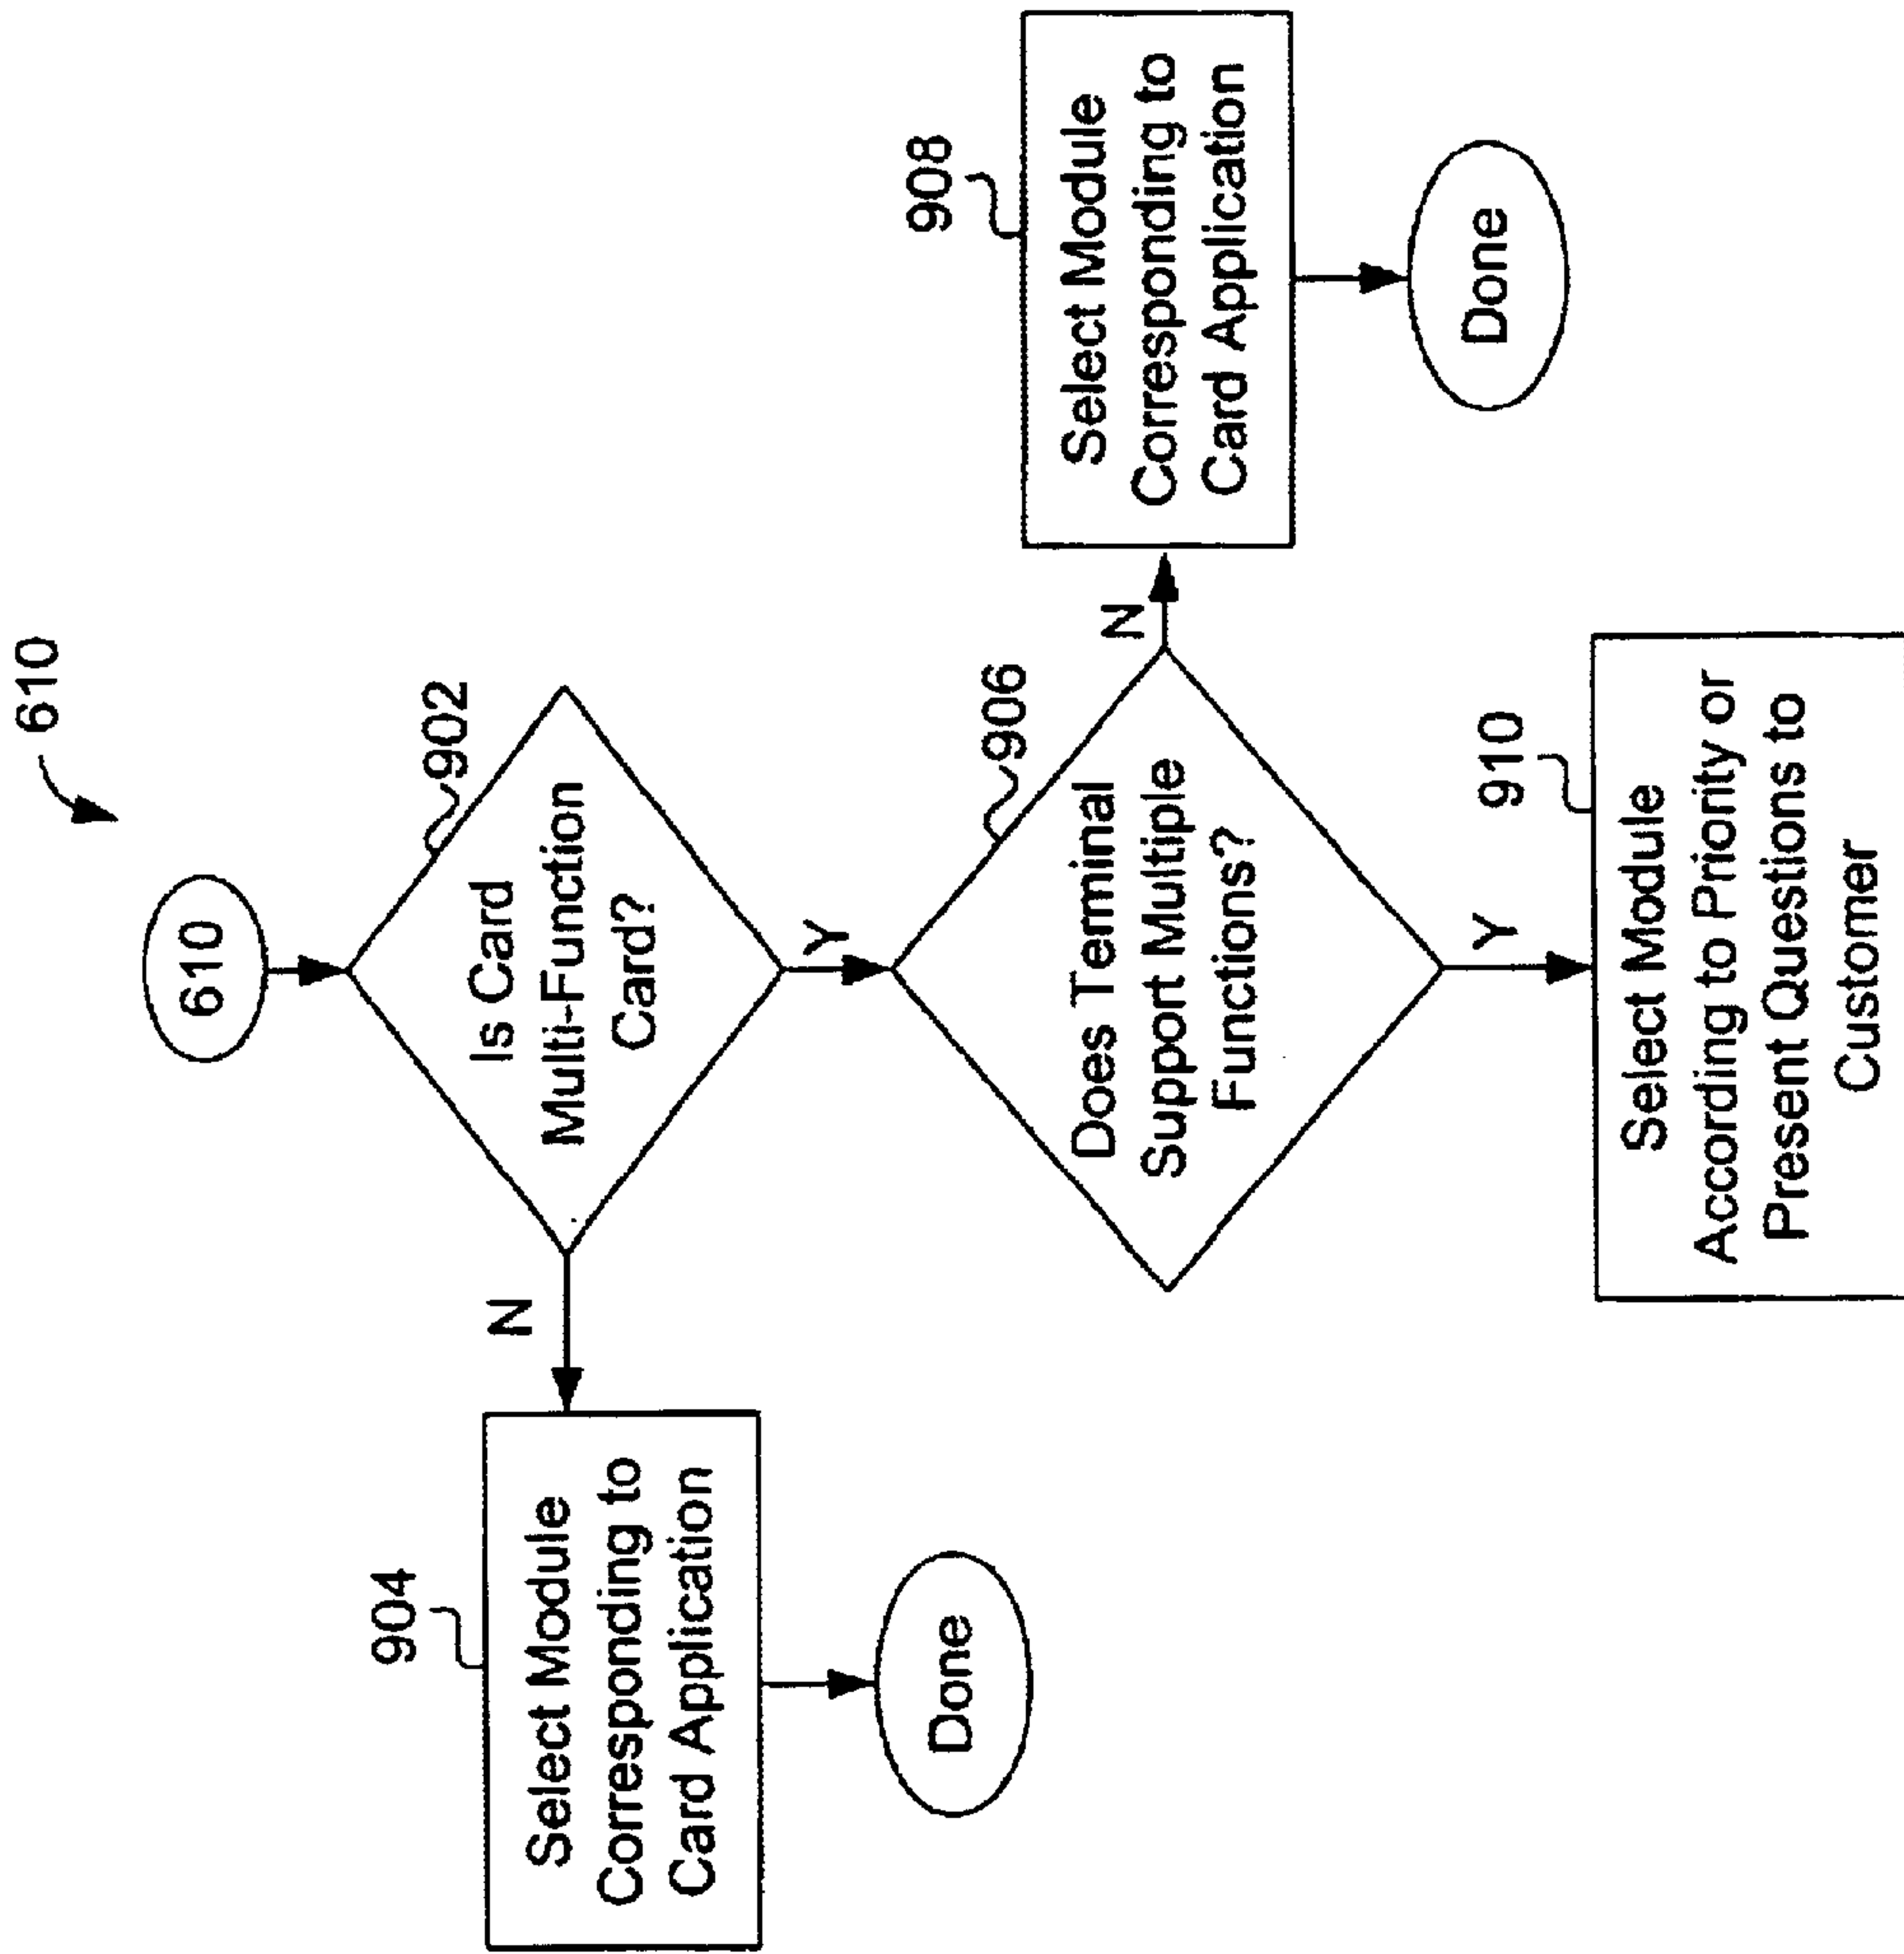 610
610
Is Card
Multi-Function
Card?
902
N
904
Select Module
Corresponding to
Card Application
Done
Y
Does Terminal
Support Multiple
Functions?
906
N
908
Select Module
Corresponding to
Card Application
Done
Y
910
Select Module
According to Priority or
Present Questions to
Customer